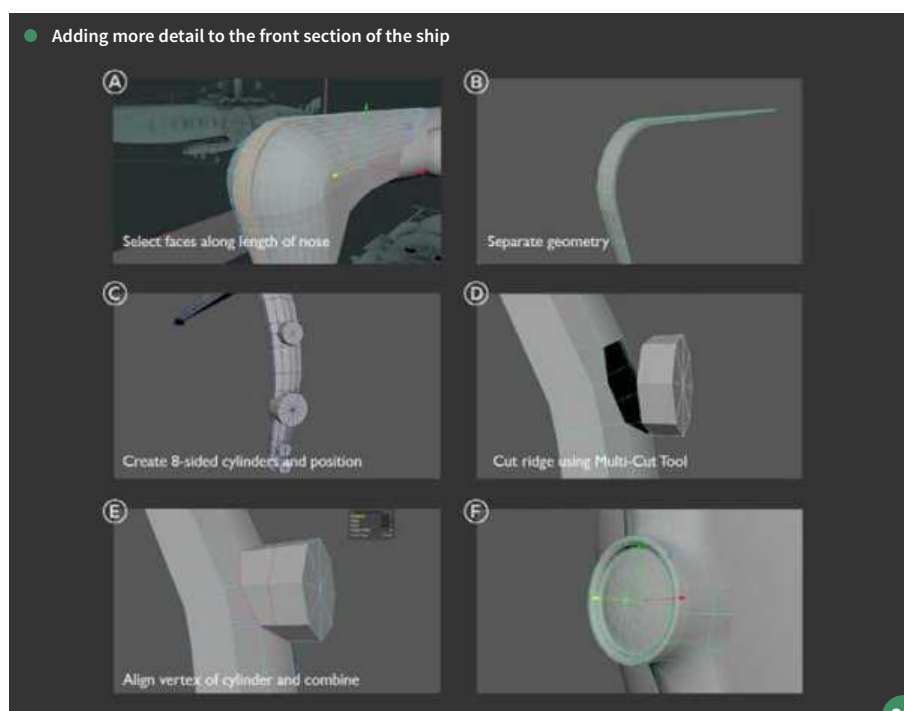 Adding more detail to the front section of the ship
A
B
Select faces along length of nose
Separate geometry
C
D
Create 8-sided cylinders and position
Cut ridge using Multi-Cut Tool
E
F
Align vertex of cylinder and combine